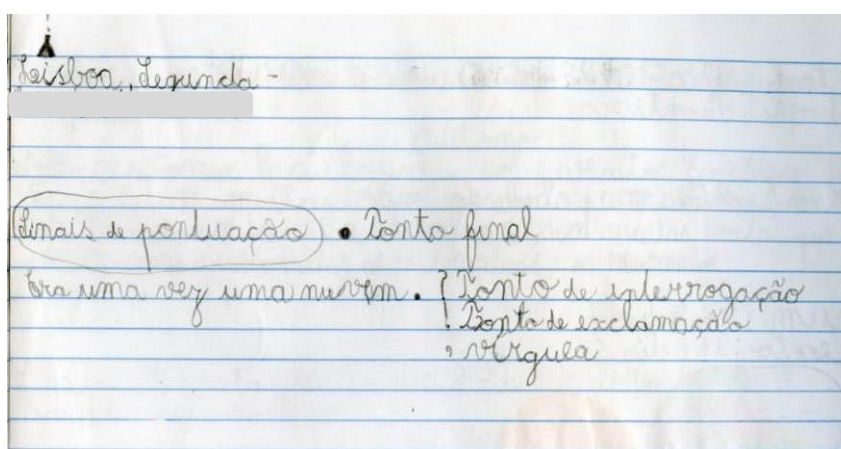 Lisboa, Segunda-
Sinais de pontuação • Ponto final
Era uma vez uma nuvem. ? Ponto de interrogação
! Ponto de exclamação
, vírgula